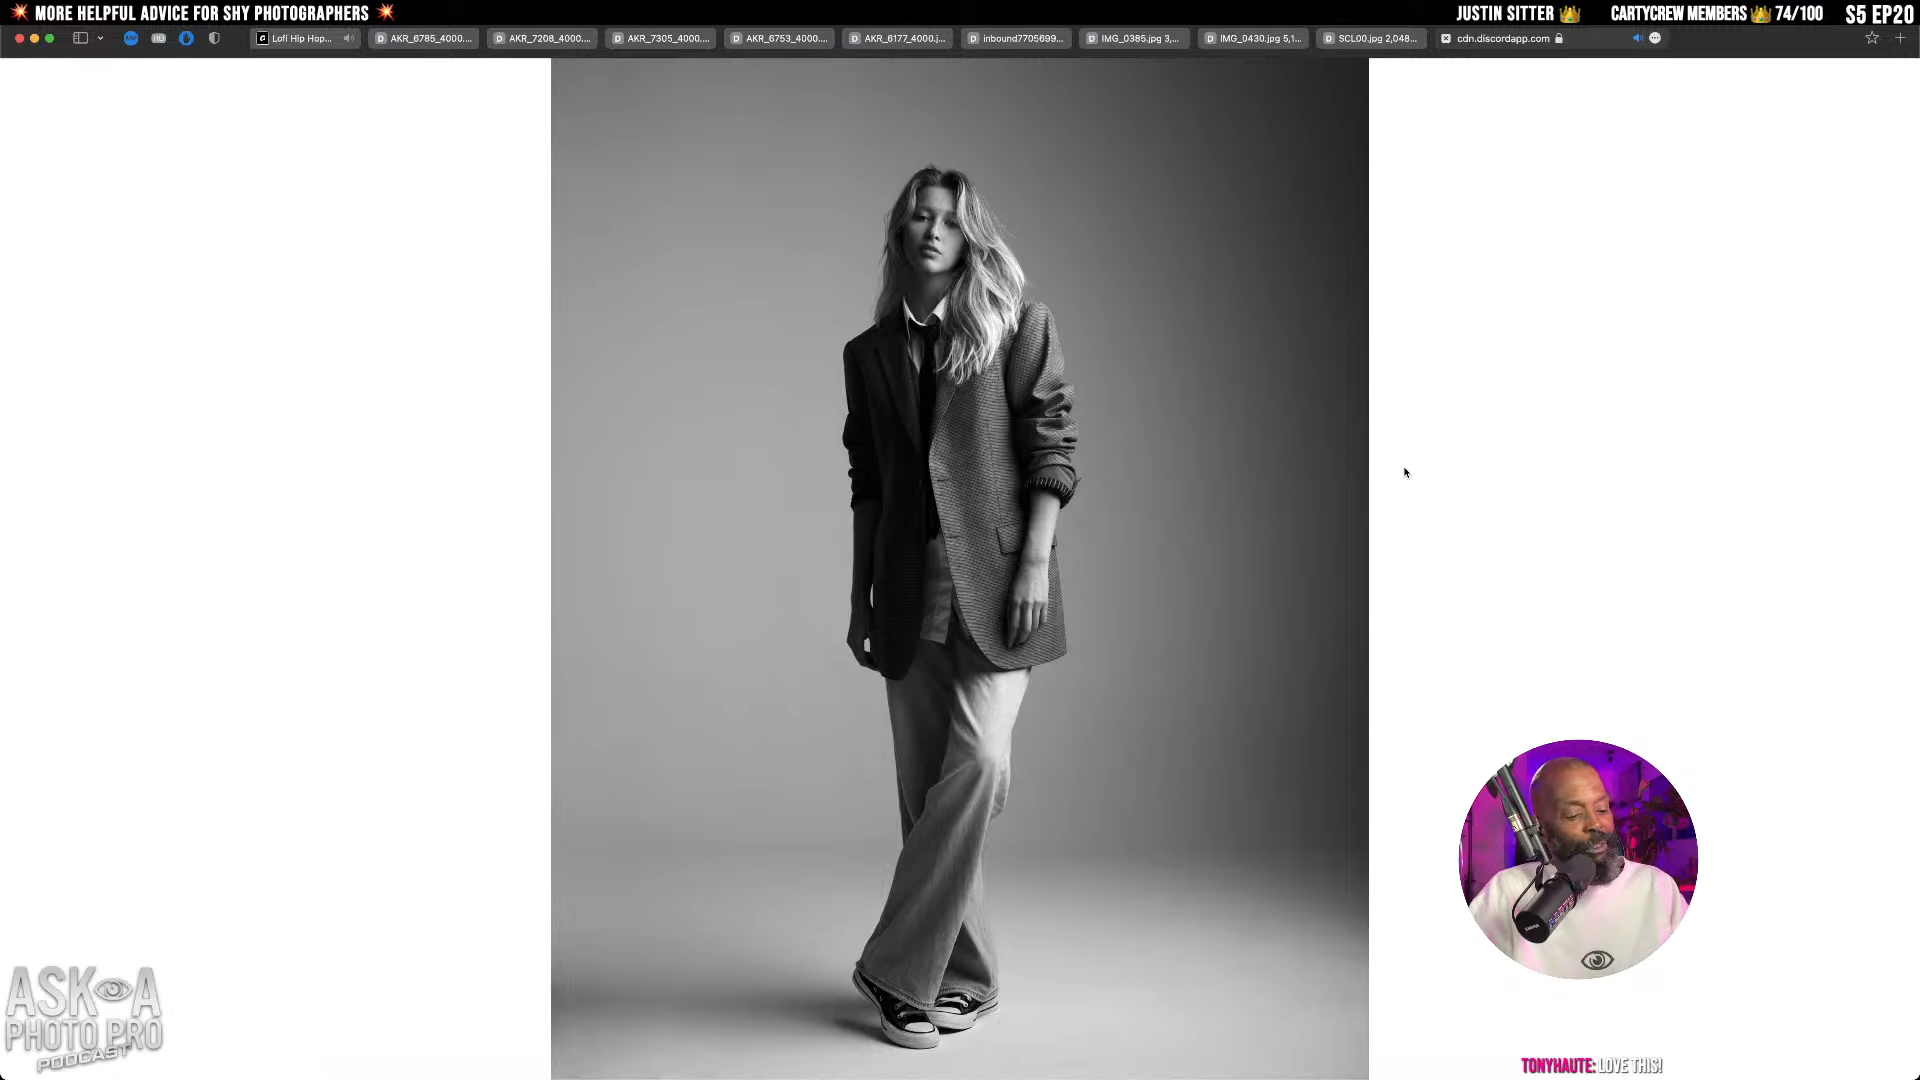 💥 MORE HELPFUL ADVICE FOR SHY PHOTOGRAPHERS 💥
JUSTIN SITTER 👑 CARTYCREW MEMBERS 👑 74/100 S5 EP20
Lofi Hip Hop...
AKR_6785_4000....
AKR_7208_4000....
AKR_7305_4000....
AKR_6753_4000....
AKR_6177_4000.j...
inbound7705699...
IMG_0385.jpg 3,...
IMG_0430.jpg 5,1...
SCL00.jpg 2,048...
cdn.discordapp.com
ASK A
PHOTO PRO
PODCAST
TONYHAUTE: LOVE THIS!